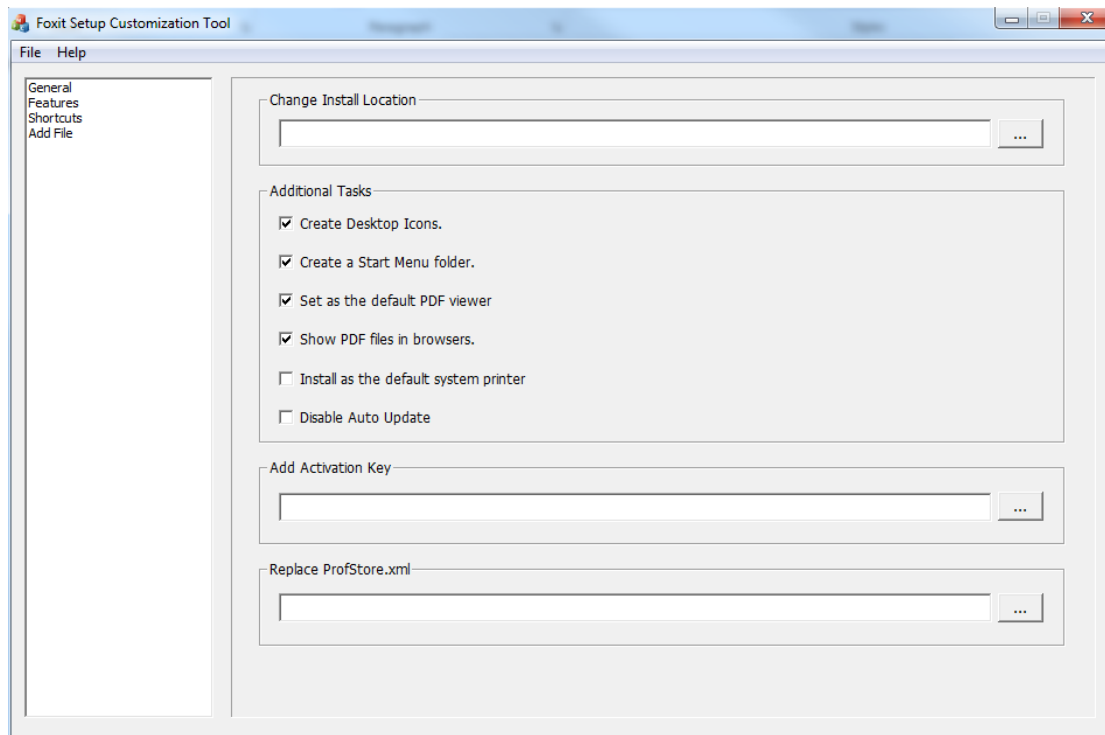 Foxit Setup Customization Tool
File Help
General
Features
Shortcuts
Add File
Change Install Location
...
Additional Tasks
Create Desktop Icons.
Create a Start Menu folder.
Set as the default PDF viewer
Show PDF files in browsers.
Install as the default system printer
Disable Auto Update
Add Activation Key
...
Replace ProfStore.xml
...